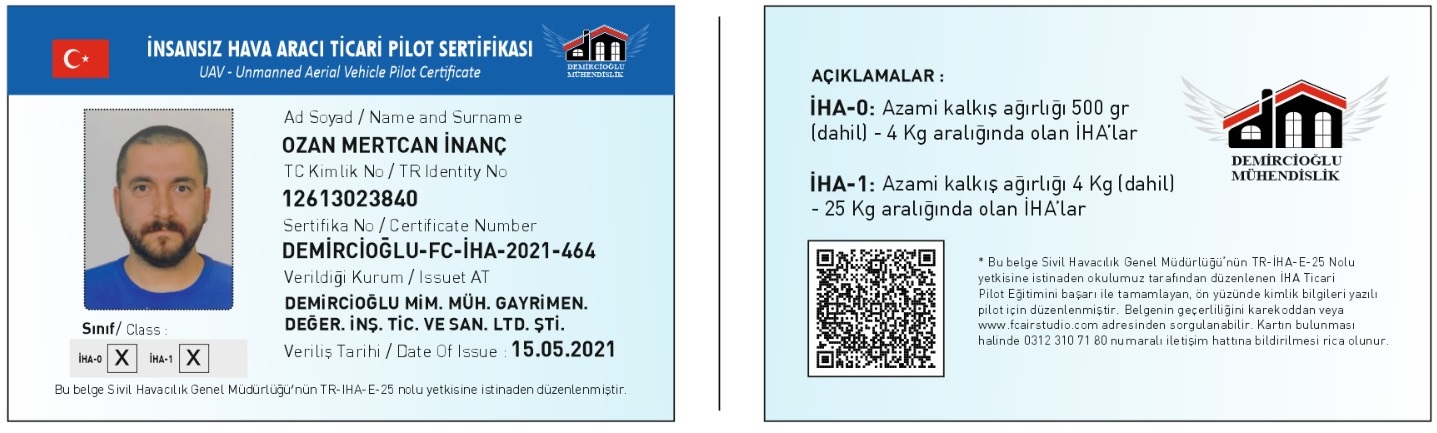 İNSANSIZ HAVA ARACI TİCARİ PİLOT SERTİFİKASI
UAV - Unmanned Aerial Vehicle Pilot Certificate
DEMİRCİOĞLU
MÜHENDİSLİK
Ad Soyad / Name and Surname
OZAN MERTCAN İNANÇ
TC Kimlik No / TR Identity No
12613023840
Sertifika No / Certificate Number
DEMİRCİOĞLU-FC-İHA-2021-464
Verildiği Kurum / Issuet AT
DEMİRCİOĞLU MİM. MÜH. GAYRİMEN.
DEĞER. İNŞ. TİC. VE SAN. LTD. ŞTİ.
Veriliş Tarihi / Date Of Issue : 15.05.2021
Sınıf/ Class :
İHA-0 X İHA-1 X
Bu belge Sivil Havacılık Genel Müdürlüğü'nün TR-IHA-E-25 nolu yetkisine istinaden düzenlenmiştir.
AÇIKLAMALAR :
İHA-0: Azami kalkış ağırlığı 500 gr
(dahil) - 4 Kg aralığında olan İHA'lar
İHA-1: Azami kalkış ağırlığı 4 Kg (dahil)
- 25 Kg aralığında olan İHA'lar
DEMİRCİOĞLU
MÜHENDİSLİK
* Bu belge Sivil Havacılık Genel Müdürlüğü'nün TR-İHA-E-25 Nolu
yetkisine istinaden okulumuz tarafından düzenlenen İHA Ticari
Pilot Eğitimini başarı ile tamamlayan, ön yüzünde kimlik bilgileri yazılı
pilot için düzenlenmiştir. Belgenin geçerliliğini karekoddan veya
www.fcairstudio.com adresinden sorgulanabilir. Kartın bulunması
halinde 0312 310 71 80 numaralı iletişim hattına bildirilmesi rica olunur.